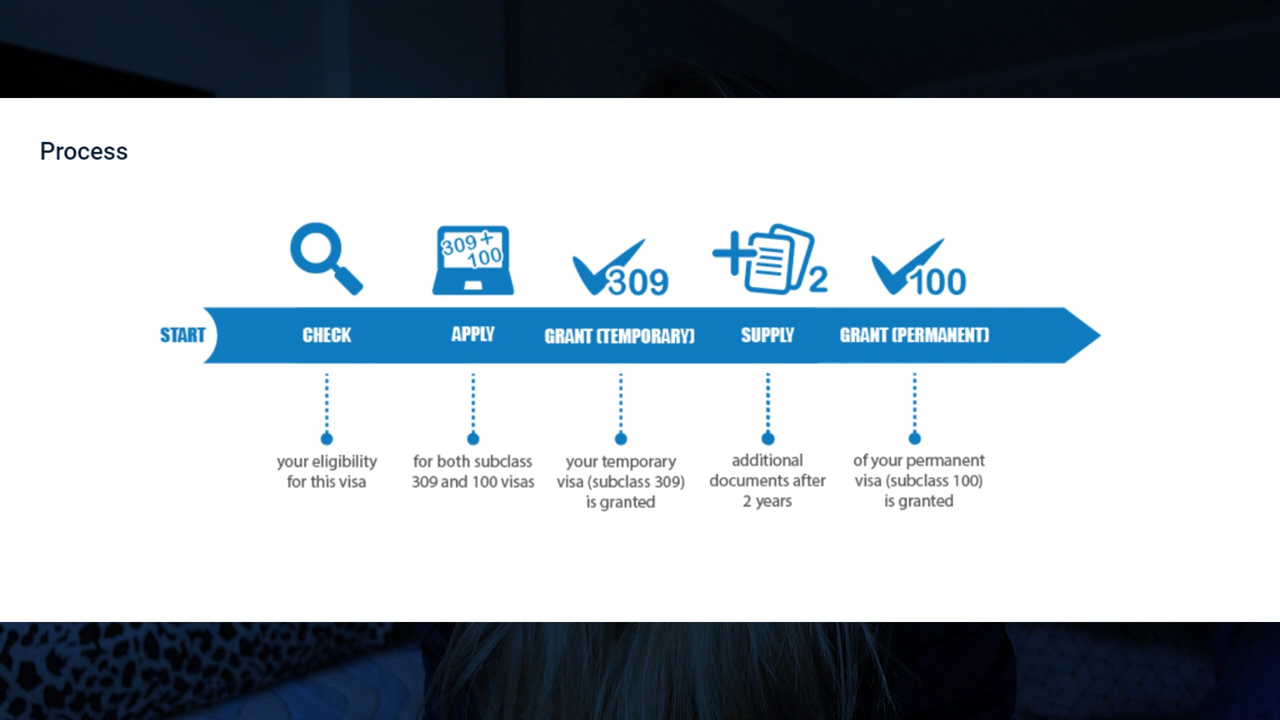 Process
309+
100
309
2
100
START
CHECK
APPLY
GRANT (TEMPORARY)
SUPPLY
GRANT (PERMANENT)
your eligibility
for this visa
for both subclass
309 and 100 visas
your temporary
visa (subclass 309)
is granted
additional
documents after
2 years
of your permanent
visa (subclass 100)
is granted